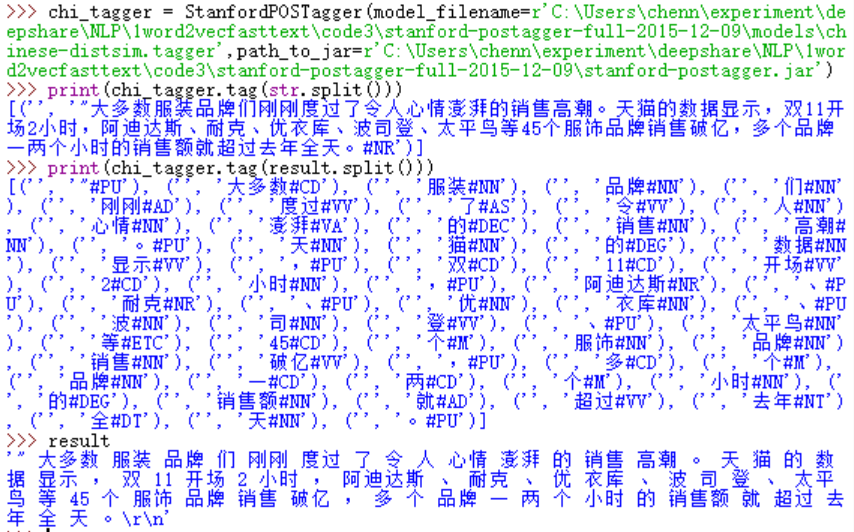 >>> chi_tagger = StanfordPOSTagger(model_filename=r'C:\Users\chenn\experiment\de
epshare\NLP\1word2vecfasttext\code3\stanford-postagger-full-2015-12-09\models\ch
inese-distsim.tagger',path_to_jar=r'C:\Users\chenn\experiment\deepshare\NLP\1wor
d2vecfasttext\code3\stanford-postagger-full-2015-12-09\stanford-postagger.jar')
>>> print(chi_tagger.tag(str.split()))
[('', '"大多数服装品牌们刚刚度过了令人心情澎湃的销售高潮。天猫的数据显示，双11开
场2小时，阿迪达斯、耐克、优衣库、波司登、太平鸟等45个服饰品牌销售破亿，多个品牌
一两个小时的销售额就超过去年全天。#NR')]
>>> print(chi_tagger.tag(result.split()))
[('', '"#PU'), ('', '大多数#CD'), ('', '服装#NN'), ('', '品牌#NN'), ('', '们#NN'
), ('', '刚刚#AD'), ('', '度过#VV'), ('', '了#AS'), ('', '令#VV'), ('', '人#NN')
, ('', '心情#NN'), ('', '澎湃#VA'), ('', '的#DEC'), ('', '销售#NN'), ('', '高潮#
NN'), ('', '。#PU'), ('', '天#NN'), ('', '猫#NN'), ('', '的#DEG'), ('', '数据#NN
'), ('', '显示#VV'), ('', '，#PU'), ('', '双#CD'), ('', '11#CD'), ('', '开场#VV'
), ('', '2#CD'), ('', '小时#NN'), ('', '，#PU'), ('', '阿迪达斯#NR'), ('', '、#P
U'), ('', '耐克#NR'), ('', '、#PU'), ('', '优#NN'), ('', '衣库#NN'), ('', '、#PU
'), ('', '波#NN'), ('', '司#NN'), ('', '登#VV'), ('', '、#PU'), ('', '太平鸟#NN'
), ('', '等#ETC'), ('', '45#CD'), ('', '个#M'), ('', '服饰#NN'), ('', '品牌#NN')
, ('', '销售#NN'), ('', '破亿#VV'), ('', '，#PU'), ('', '多#CD'), ('', '个#M'),
('', '品牌#NN'), ('', '一#CD'), ('', '两#CD'), ('', '个#M'), ('', '小时#NN'), ('
', '的#DEG'), ('', '销售额#NN'), ('', '就#AD'), ('', '超过#VV'), ('', '去年#NT')
, ('', '全#DT'), ('', '天#NN'), ('', '。#PU')]
>>> result
'" 大多数 服装 品牌 们 刚刚 度过 了 令 人 心情 澎湃 的 销售 高潮 。 天 猫 的 数
据 显示 ， 双 11 开场 2 小时 ， 阿迪达斯 、 耐克 、 优 衣库 、 波 司 登 、 太平
鸟 等 45 个 服饰 品牌 销售 破亿 ， 多 个 品牌 一 两 个 小时 的 销售额 就 超过 去
年 全 天 。\r\n'